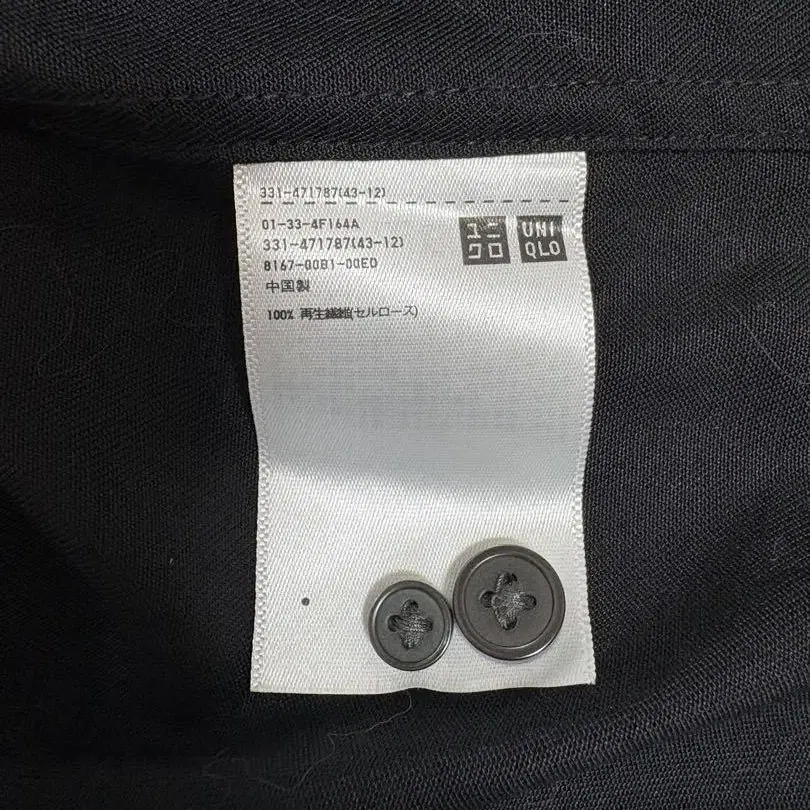 331-471787(43-12)
01-33-4F164A
331-471787(43-12)
8167-00B1-00ED
中国製
100% 再生繊維(セルロース)
ユニ
クロ
UNI
QLO